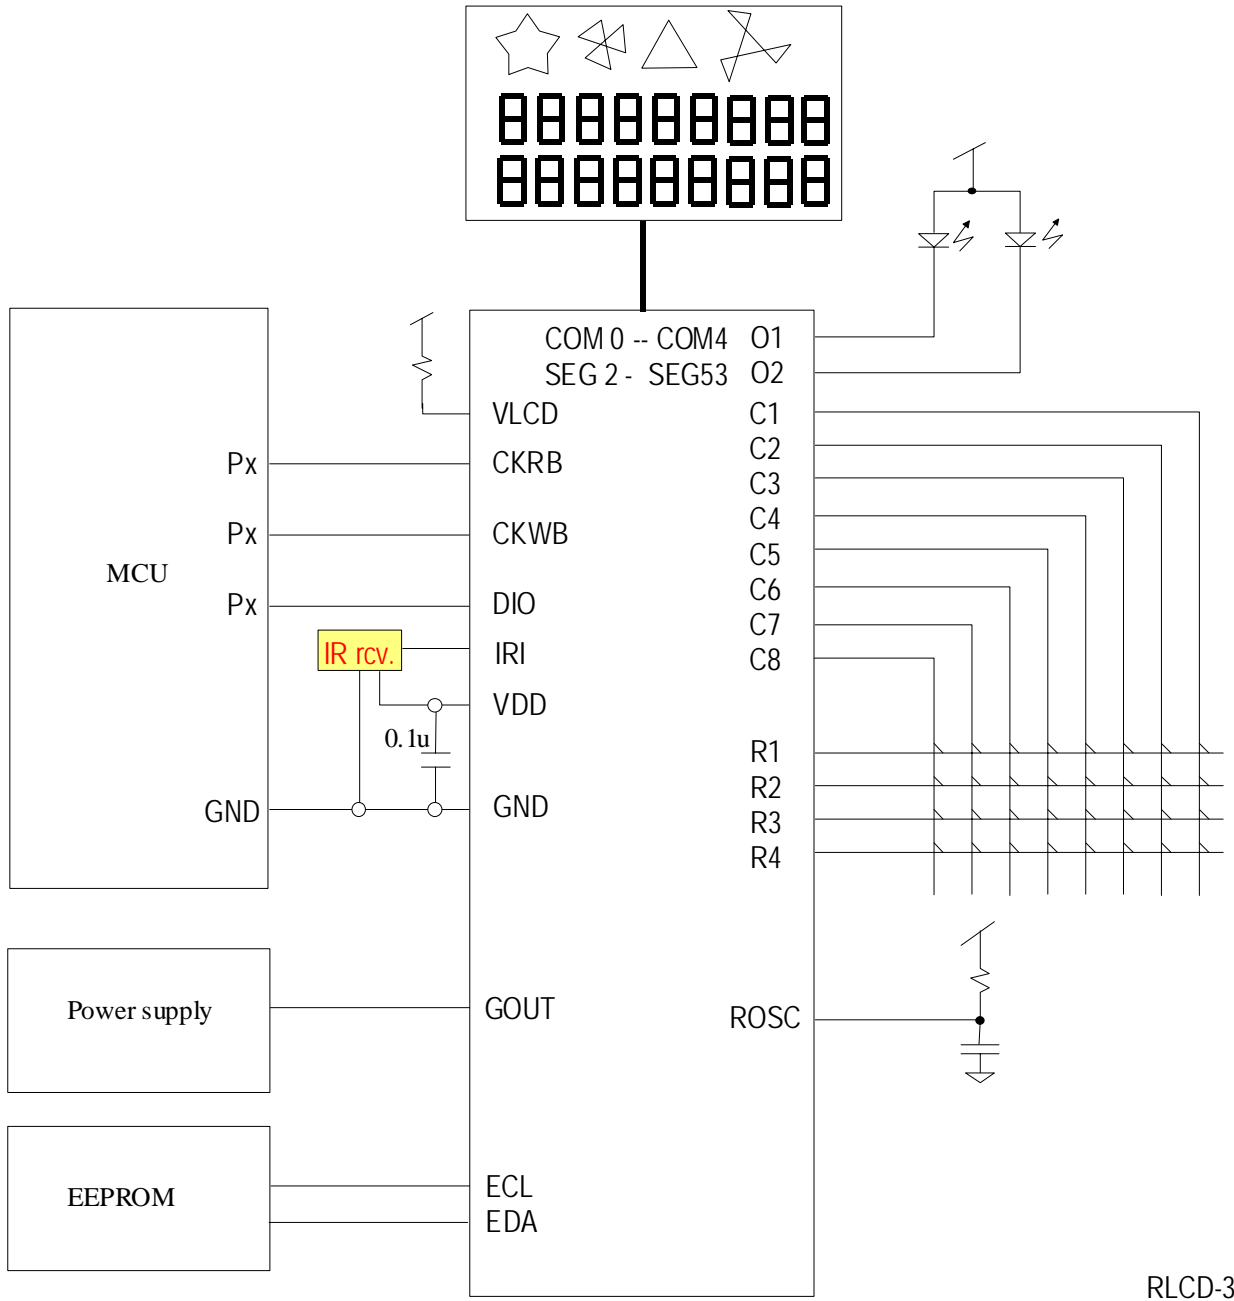 COM 0 -- COM4 O1
SEG 2 - SEG53 O2
VLCD
C1
Px
CKRB
C2
C3
Px
CKWB
C4
MCU
C5
C6
Px
DIO
C7
IR rcv.
IRI
C8
VDD
0.1u
R1
R2
GND
GND
R3
R4
Power supply
GOUT
ROSC
EEPROM
ECL
EDA
RLCD-3